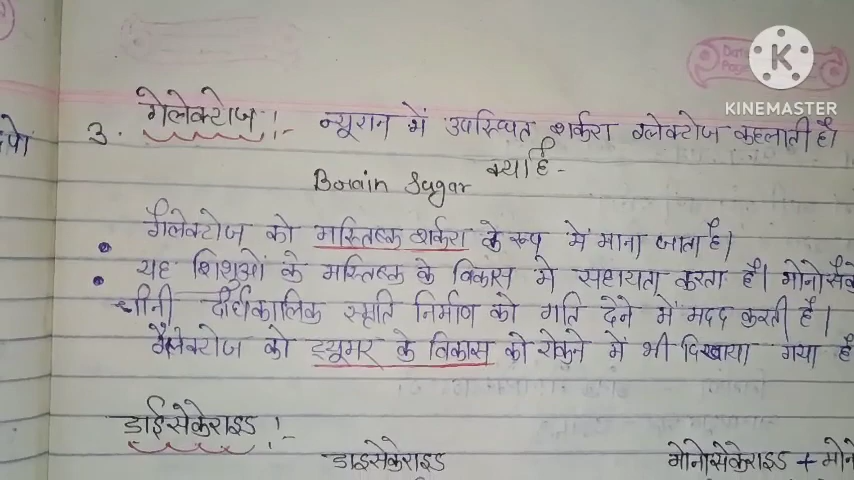 KINEMASTER
3. गैलेक्टोज!- न्यूरान में उपस्थित शर्करा ग्लेक्टोज कहलाती है।
क्या है -
Brain Sugar
गैलेक्टोज को मस्तिष्क शर्करा के रूप में माना जाता है।
यह शिशुओं के मस्तिष्क के विकास मे सहायता करता है। मोनोसैके
चीनी दीर्घकालिक स्मृति निर्माण को गति देने में मदद करती है।
गैलेक्टोज को ट्यूमर के विकास को रोकने में भी दिखाया गया है
डाईसेकेराइड!-
डाइसेकेराइड मोनोसेकेराइड + मोने